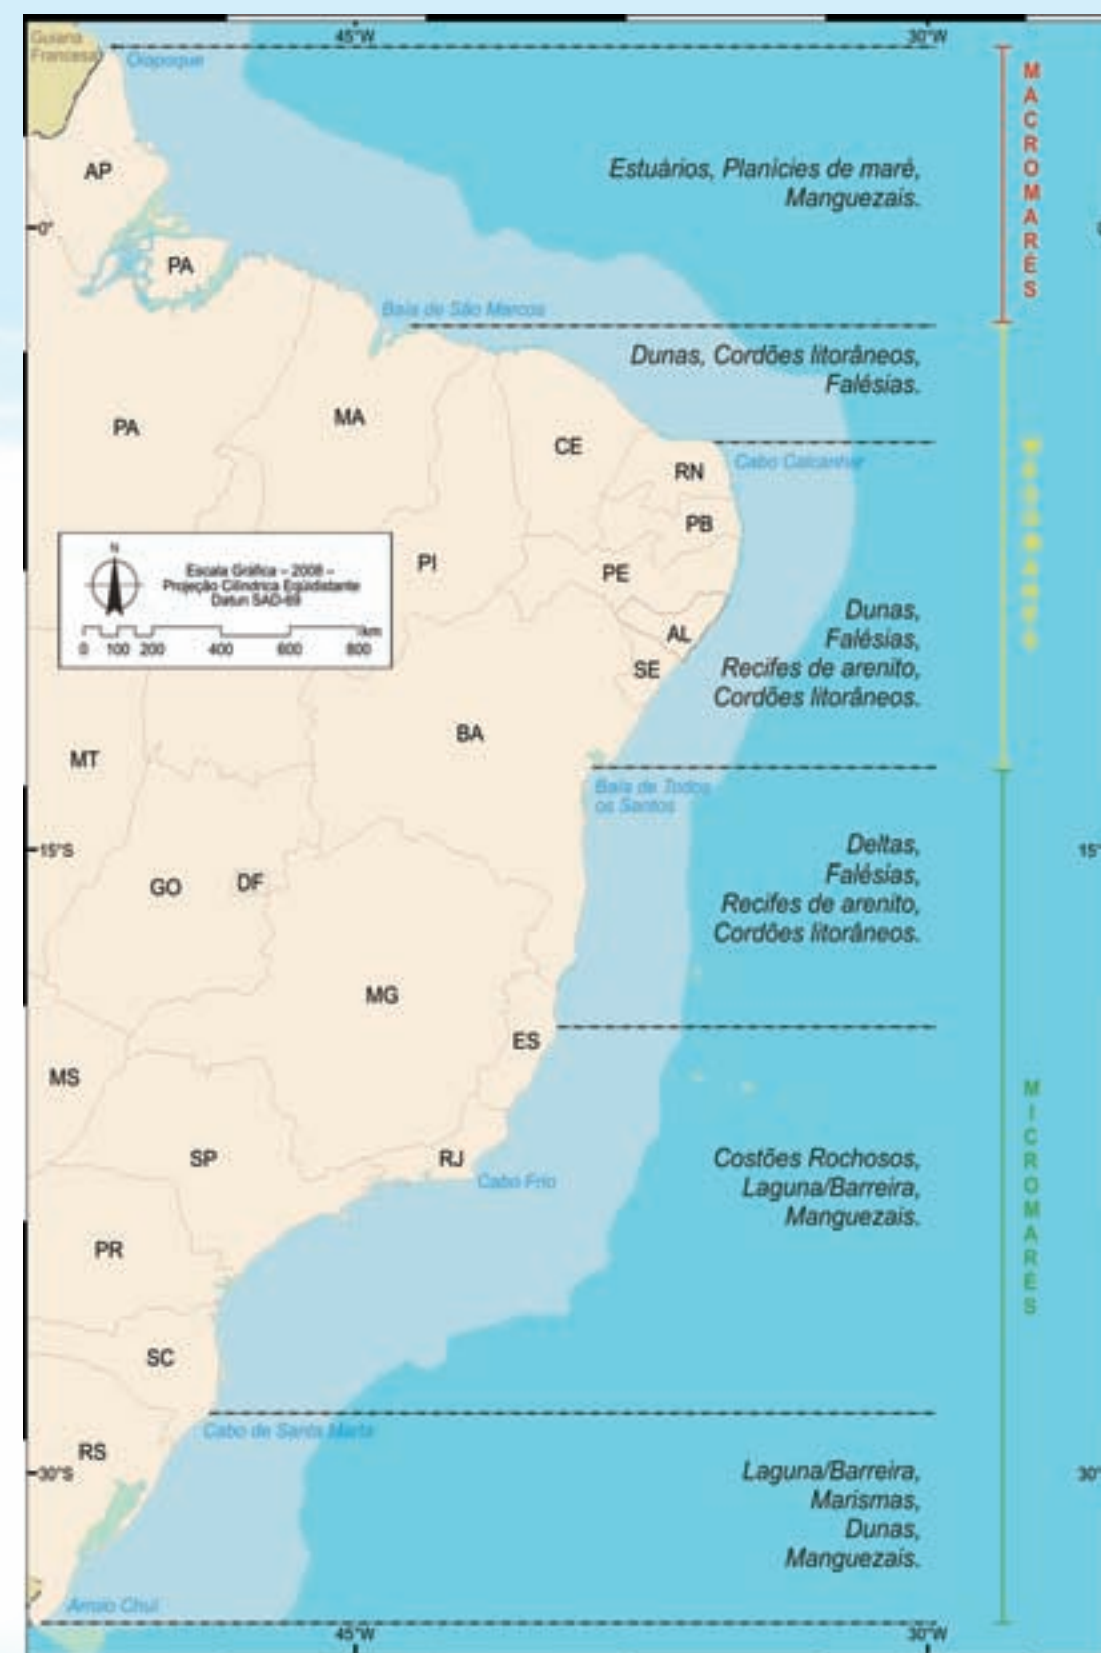 Guiana
Francesa
45°W
30°W
Oiapoque
MACROMARÉS
AP
Estuários, Planícies de maré,
Manguezais.
0°
PA
Baía de São Marcos
Dunas, Cordões litorâneos,
Falésias.
PA
MA
CE
RN
Cabo Calcanhar
PB
PI
PE
N
Escala Gráfica – 2008 –
Projeção Cilíndrica Eqüidistante
Datun SAD-69
km
0 100 200 400 600 800
Dunas,
Falésias,
Recifes de arenito,
Cordões litorâneos.
AL
SE
BA
MT
Baía de Todos
os Santos
15°S
15°
Deltas,
Falésias,
Recifes de arenito,
Cordões litorâneos.
GO
DF
MG
ES
MS
MICROMARÉS
SP
RJ
Cabo Frio
Costões Rochosos,
Laguna/Barreira,
Manguezais.
PR
SC
Cabo de Santa Marta
RS
30°S
30°
Laguna/Barreira,
Marismas,
Dunas,
Manguezais.
Arroio Chuí
45°W
30°W